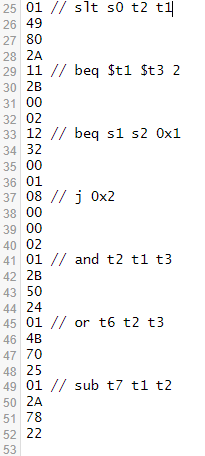 25 01 // slt s0 t2 t1
26 49
27 80
28 2A
29 11 // beq $t1 $t3 2
30 2B
31 00
32 02
33 12 // beq s1 s2 0x1
34 32
35 00
36 01
37 08 // j 0x2
38 00
39 00
40 02
41 01 // and t2 t1 t3
42 2B
43 50
44 24
45 01 // or t6 t2 t3
46 4B
47 70
48 25
49 01 // sub t7 t1 t2
50 2A
51 78
52 22
53